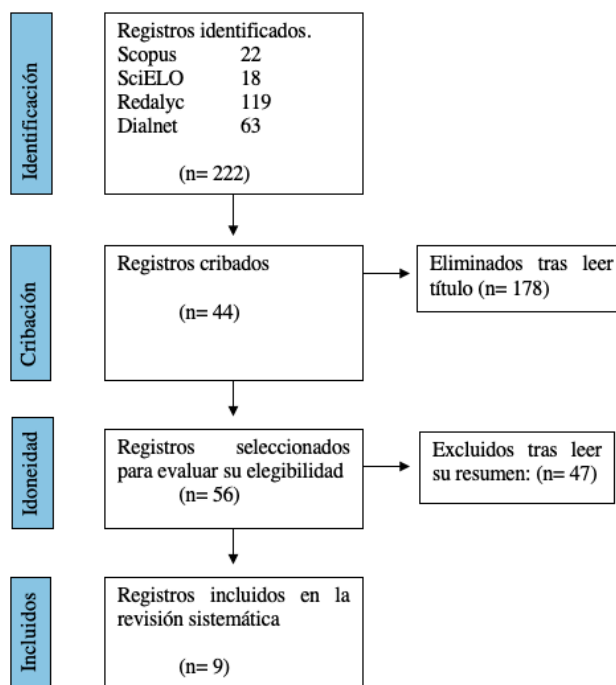 Identificación
Registros identificados.
Scopus 22
SciELO 18
Redalyc 119
Dialnet 63
(n= 222)
Cribación
Registros cribados
(n= 44)
Eliminados tras leer
título (n= 178)
Idoneidad
Registros seleccionados
para evaluar su elegibilidad
(n= 56)
Excluidos tras leer
su resumen: (n= 47)
Incluidos
Registros incluidos en la
revisión sistemática
(n= 9)